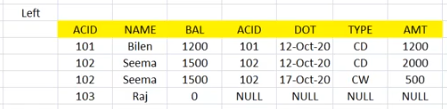 Left
ACID NAME BAL ACID DOT TYPE AMT
101 Bilen 1200 101 12-Oct-20 CD 1200
102 Seema 1500 102 12-Oct-20 CD 2000
102 Seema 1500 102 17-Oct-20 CW 500
103 Raj 0 NULL NULL NULL NULL